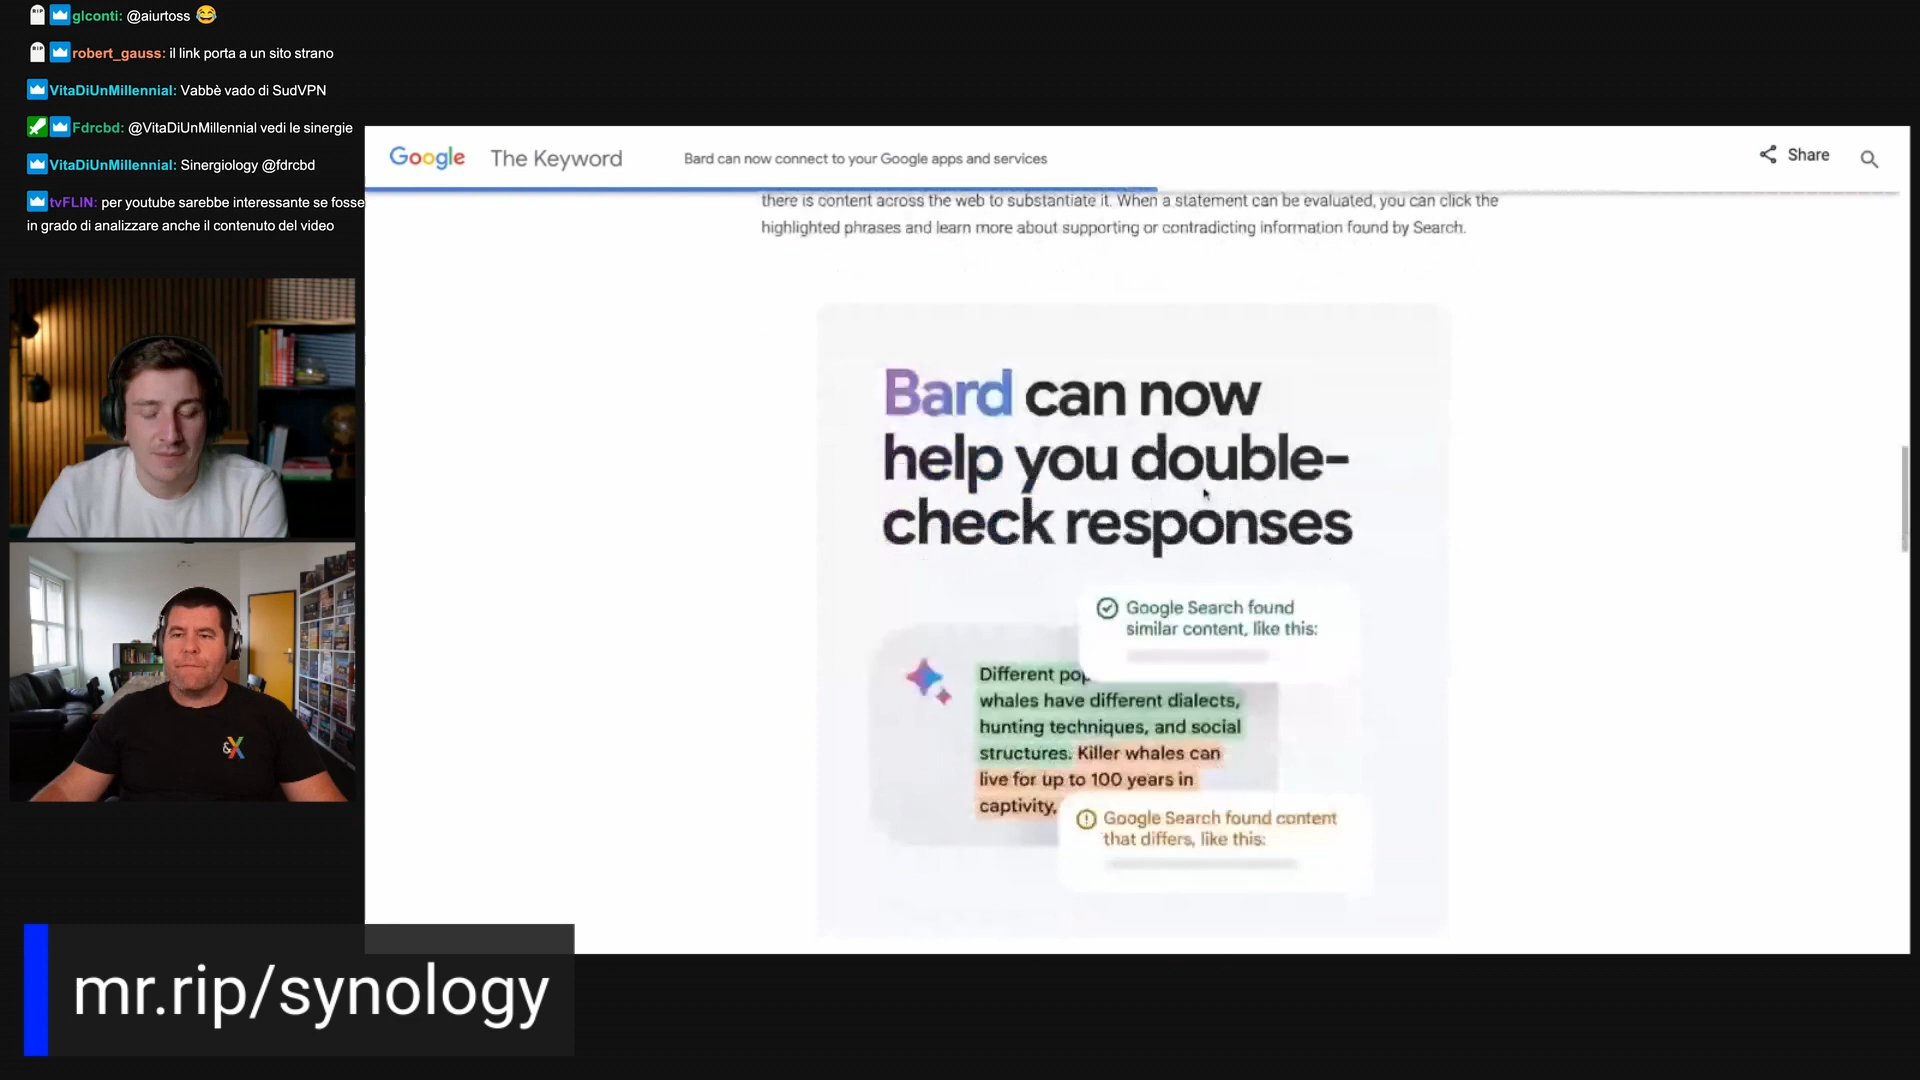 glconti: @aiurtoss 😂
robert_gauss: il link porta a un sito strano
VitaDiUnMillennial: Vabbè vado di SudVPN
Fdrcbd: @VitaDiUnMillennial vedi le sinergie
VitaDiUnMillennial: Sinergiology @fdrcbd
tvFLIN: per youtube sarebbe interessante se fosse
in grado di analizzare anche il contenuto del video
Google The Keyword Bard can now connect to your Google apps and services Share
there is content across the web to substantiate it. When a statement can be evaluated, you can click the
highlighted phrases and learn more about supporting or contradicting information found by Search.
Bard can now
help you double-
check responses
Google Search found
similar content, like this:
Different pop
whales have different dialects,
hunting techniques, and social
structures. Killer whales can
live for up to 100 years in
captivity,
Google Search found content
that differs, like this:
&X
mr.rip/synology